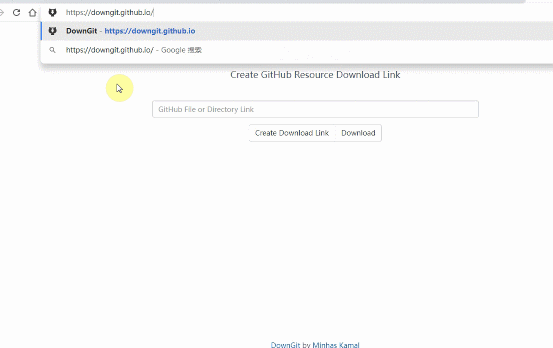 https://downgit.github.io/
DownGit - https://downgit.github.io
https://downgit.github.io/ - Google 搜索
Create GitHub Resource Download Link
GitHub File or Directory Link
Create Download Link Download
DownGit by Minhas Kamal